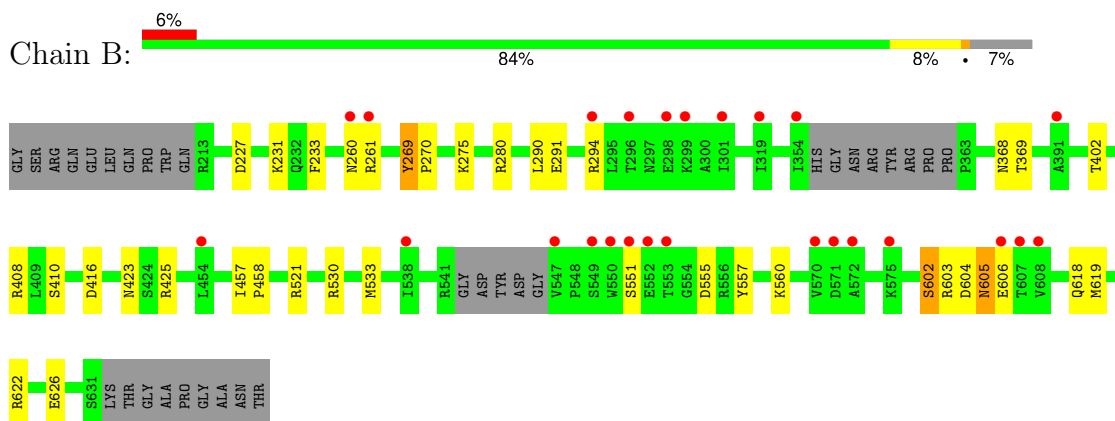 6%
Chain B:
84% 8% • 7%
GLY SER ARG GLN GLU LEU GLN PRO TRP GLN R213 D227 K231 Q232 F233 N260 R261 Y269 P270 K275 R280 L290 E291 R294 L295 T296 N297 E298 K299 A300 I301 I319 I354 HIS GLY ASN ARG TYR ARG PRO PRO P363 N368 T369 A391 T402
R408 L409 S410 D416 N423 S424 R425 L454 I457 P458 R521 R530 M533 I538 R541 GLY ASP TYR ASP GLY V547 P548 S549 W550 S551 E552 T553 G554 D555 R556 Y557 K560 V570 D571 A572 K575 S602 R603 D604 N605 E606 T607 V608 Q618 M619
R622 E626 S631 LYS THR GLY ALA PRO GLY ALA ASN THR